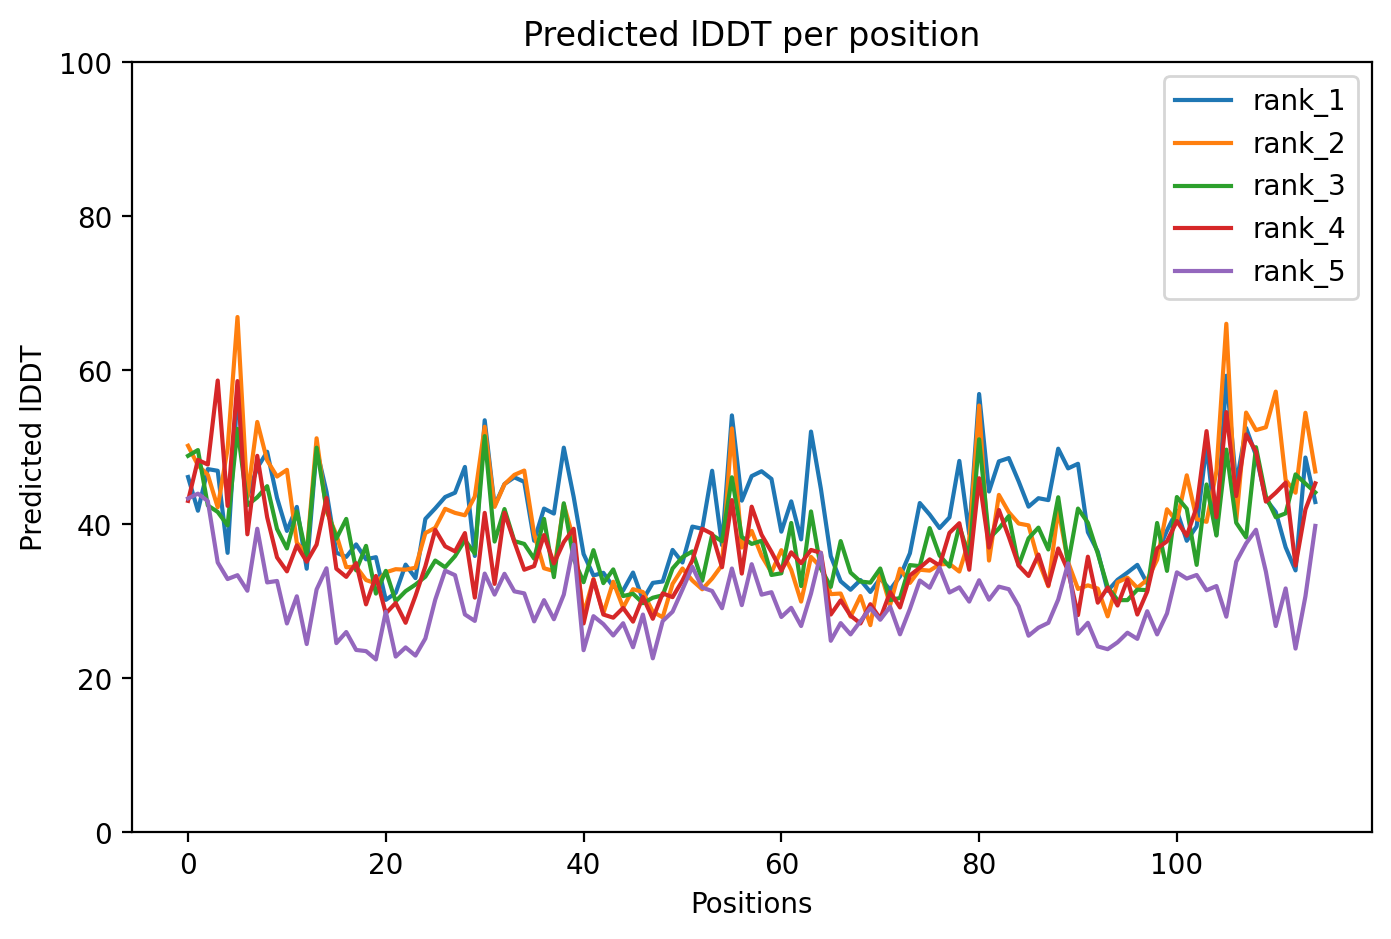 Predicted lDDT per position
100
80
60
40
20
0
Predicted lDDT
0 20 40 60 80 100
Positions
rank_1
rank_2
rank_3
rank_4
rank_5